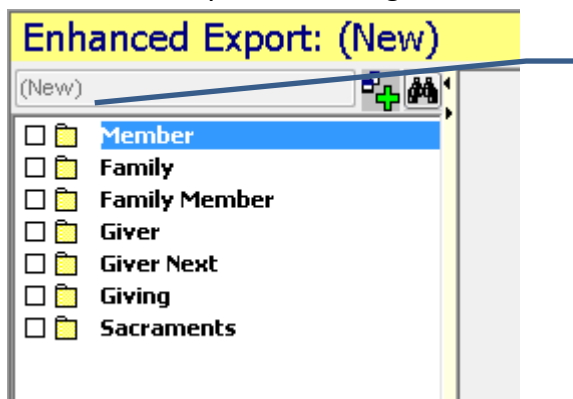 Enhanced Export: (New)
(New)
Member
Family
Family Member
Giver
Giver Next
Giving
Sacraments